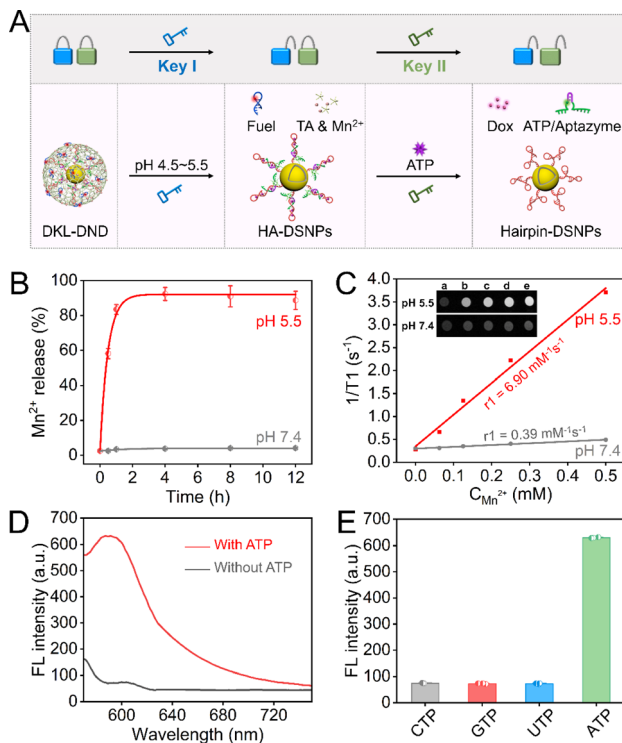 A
Key I
Key II
Fuel
TA & Mn²⁺
Dox
ATP/Aptazyme
pH 4.5~5.5
ATP
DKL-DND
HA-DSNPs
Hairpin-DSNPs
B
Mn²⁺ release (%)
100
80
60
40
20
0
pH 5.5
pH 7.4
0
2
4
6
8
10
12
Time (h)
C
1/T1 (s⁻¹)
4.0
3.5
3.0
2.5
2.0
1.5
1.0
0.5
0.0
a b c d e
pH 5.5
pH 7.4
pH 5.5
r1 = 6.90 mM⁻¹s⁻¹
r1 = 0.39 mM⁻¹s⁻¹
pH 7.4
0.0
0.1
0.2
0.3
0.4
0.5
C Mn²⁺ (mM)
D
FL intensity (a.u.)
700
600
500
400
300
200
100
0
With ATP
Without ATP
600
640
680
720
Wavelength (nm)
E
FL intensity (a.u.)
700
600
500
400
300
200
100
0
CTP
GTP
UTP
ATP